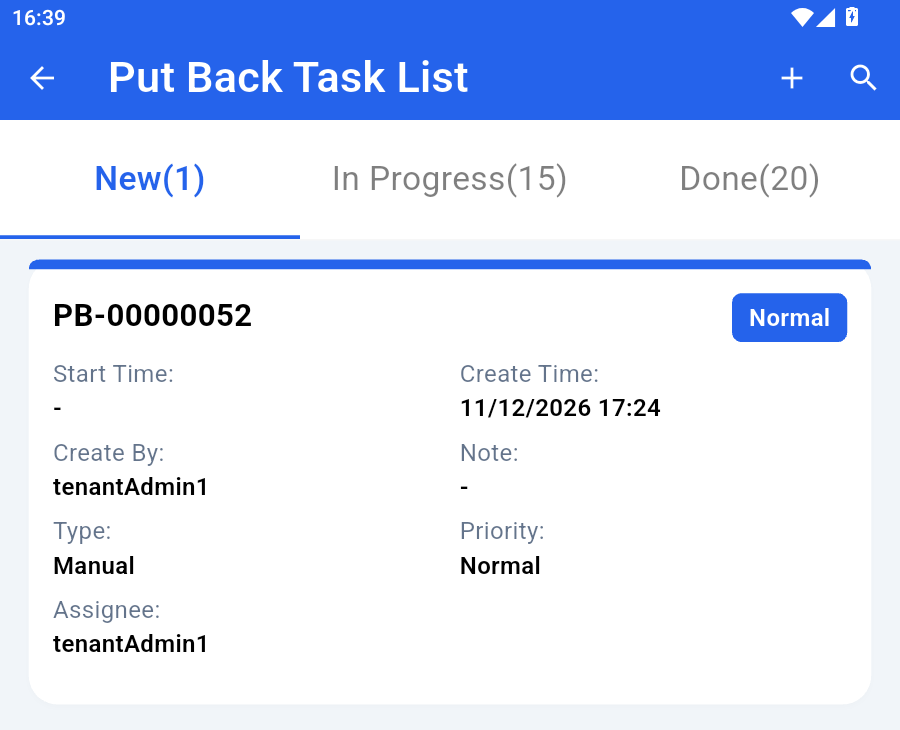 16:39
Put Back Task List
New(1) In Progress(15) Done(20)
PB-00000052 Normal
Start Time: Create Time:
- 11/12/2026 17:24
Create By: Note:
tenantAdmin1 -
Type: Priority:
Manual Normal
Assignee:
tenantAdmin1